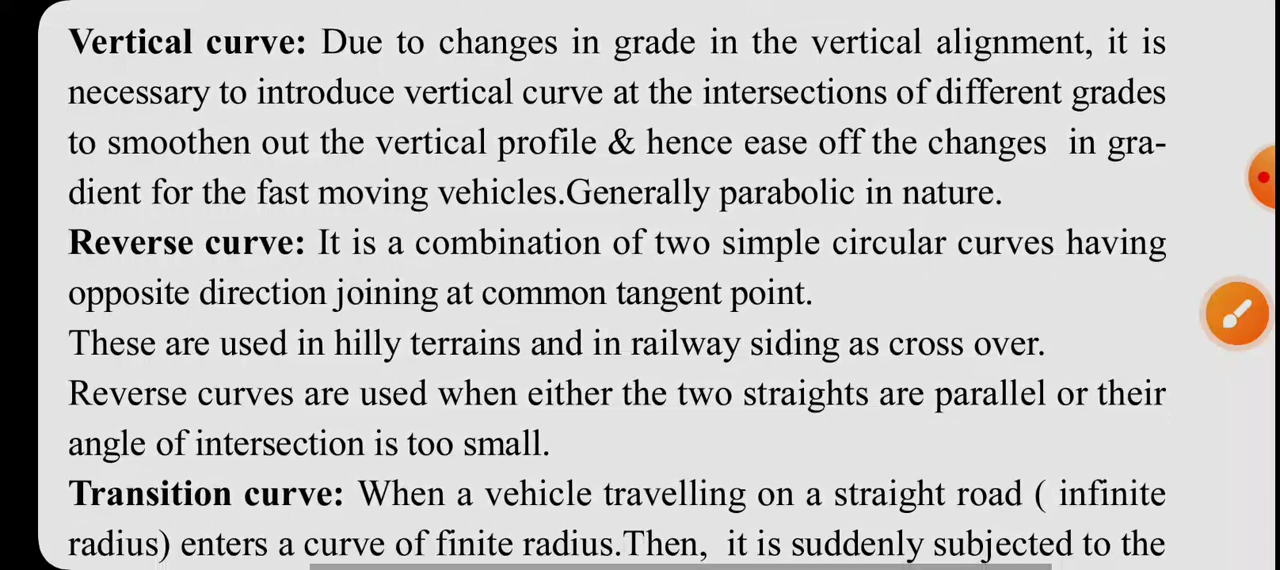 Vertical curve: Due to changes in grade in the vertical alignment, it is
necessary to introduce vertical curve at the intersections of different grades
to smoothen out the vertical profile & hence ease off the changes  in gra-
dient for the fast moving vehicles.Generally parabolic in nature.
Reverse curve: It is a combination of two simple circular curves having
opposite direction joining at common tangent point.
These are used in hilly terrains and in railway siding as cross over.
Reverse curves are used when either the two straights are parallel or their
angle of intersection is too small.
Transition curve: When a vehicle travelling on a straight road ( infinite
radius) enters a curve of finite radius.Then,  it is suddenly subjected to the